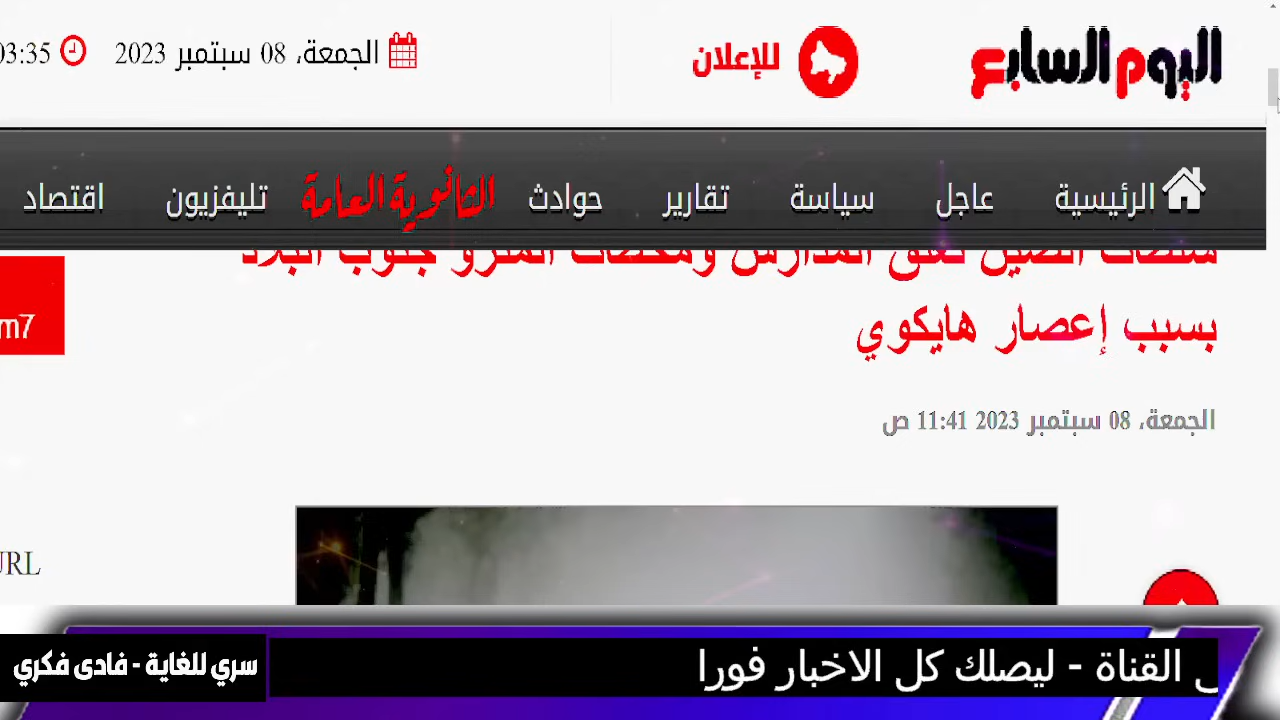 اليوم السابع
للإعلان
الجمعة، 08 سبتمبر 2023
03:35
الرئيسية
عاجل
سياسة
تقارير
حوادث
الثانوية العامة
تليفزيون
اقتصاد
جنوب البلاد
بسبب إعصار هايكوي
m7
الجمعة، 08 سبتمبر 2023 11:41 ص
URL
القناة - ليصلك كل الاخبار فورا
سري للغاية - فادى فكري